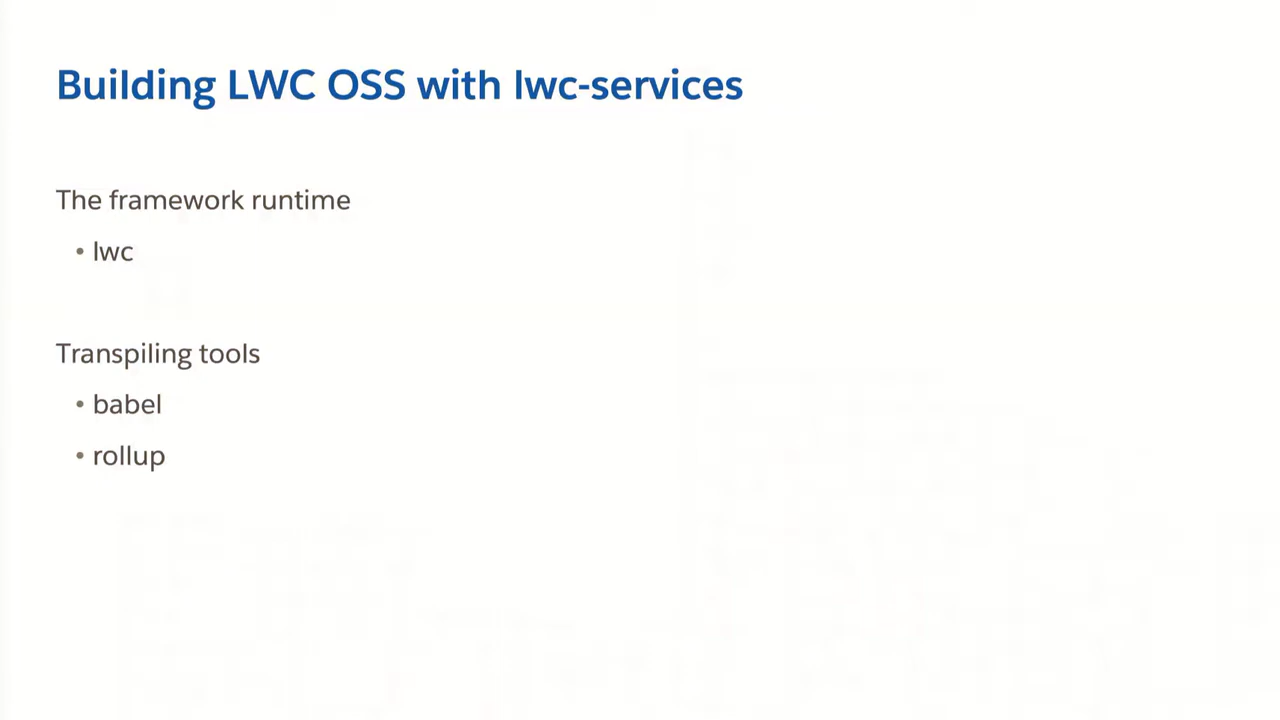 Building LWC OSS with lwc-services
The framework runtime
• lwc
Transpiling tools
• babel
• rollup